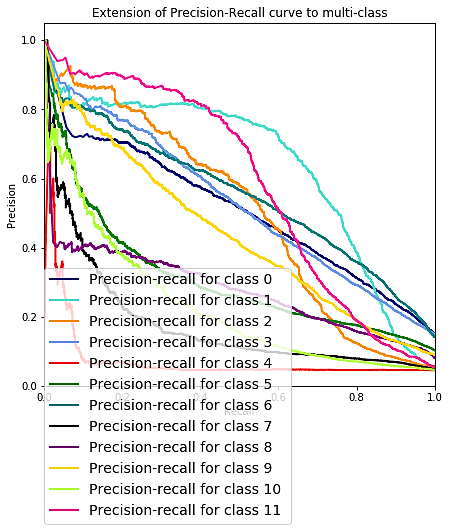 Extension of Precision-Recall curve to multi-class
1.0
0.8
0.6
0.4
0.2
0.0
Precision
0.0
0.2
0.4
0.6
0.8
1.0
Recall
Precision-recall for class 0
Precision-recall for class 1
Precision-recall for class 2
Precision-recall for class 3
Precision-recall for class 4
Precision-recall for class 5
Precision-recall for class 6
Precision-recall for class 7
Precision-recall for class 8
Precision-recall for class 9
Precision-recall for class 10
Precision-recall for class 11